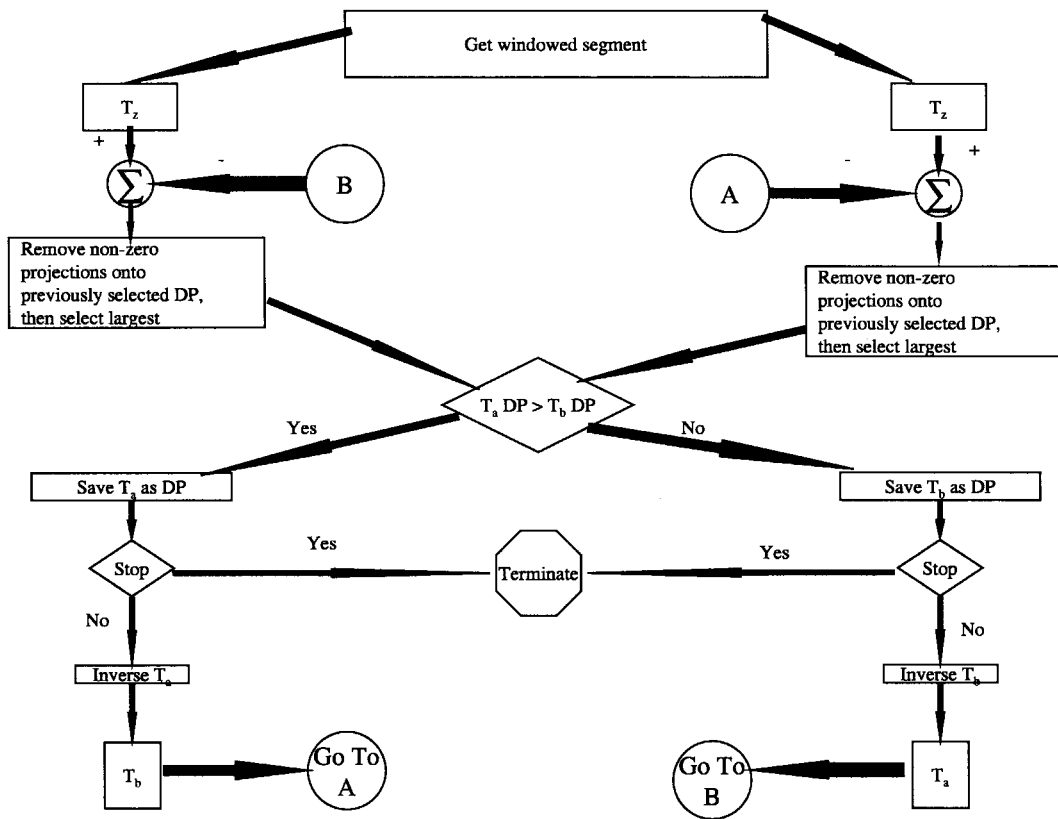 Get windowed segment
T_z
T_z
+
-
-
+
∑
B
A
∑
Remove non-zero
projections onto
previously selected DP,
then select largest
Remove non-zero
projections onto
previously selected DP,
then select largest
T_a DP > T_b DP
Yes
No
Save T_a as DP
Save T_b as DP
Yes
Yes
Stop
Terminate
Stop
No
No
Inverse T_a
Inverse T_b
T_b
Go To
A
Go To
B
T_a